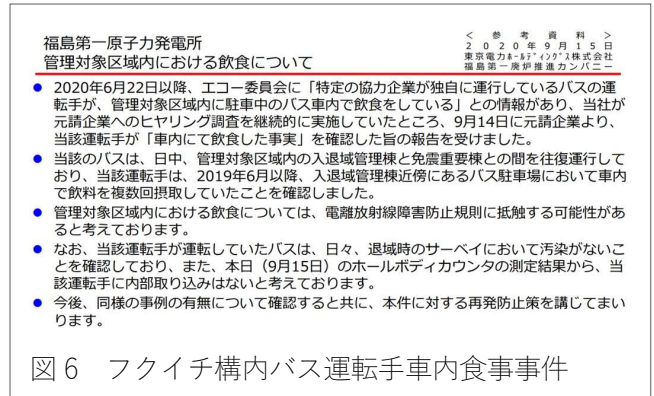 福島第一原子力発電所
管理対象区域内における飲食について
＜参考資料＞
2020年9月15日
東京電力ホールディングス株式会社
福島第一廃炉推進カンパニー
● 2020年6月22日以降、エコー委員会に「特定の協力企業が独自に運行しているバスの運
転手が、管理対象区域内に駐車中のバス車内で飲食をしている」との情報があり、当社が
元請企業へのヒヤリング調査を継続的に実施していたところ、9月14日に元請企業より、
当該運転手が「車内にて飲食した事実」を確認した旨の報告を受けました。
● 当該のバスは、日中、管理対象区域内の入退域管理棟と免震重要棟との間を往復運行して
おり、当該運転手は、2019年6月以降、入退域管理棟近傍にあるバス駐車場において車内
で飲料を複数回摂取していたことを確認しました。
● 管理対象区域内における飲食については、電離放射線障害防止規則に抵触する可能性があ
ると考えております。
● なお、当該運転手が運転していたバスは、日々、退域時のサーベイにおいて汚染がないこ
とを確認しており、また、本日（9月15日）のホールボディカウンタの測定結果から、当
該運転手に内部取り込みはないと考えております。
● 今後、同様の事例の有無について確認すると共に、本件に対する再発防止策を講じてまい
ります。
図６　フクイチ構内バス運転手車内食事事件